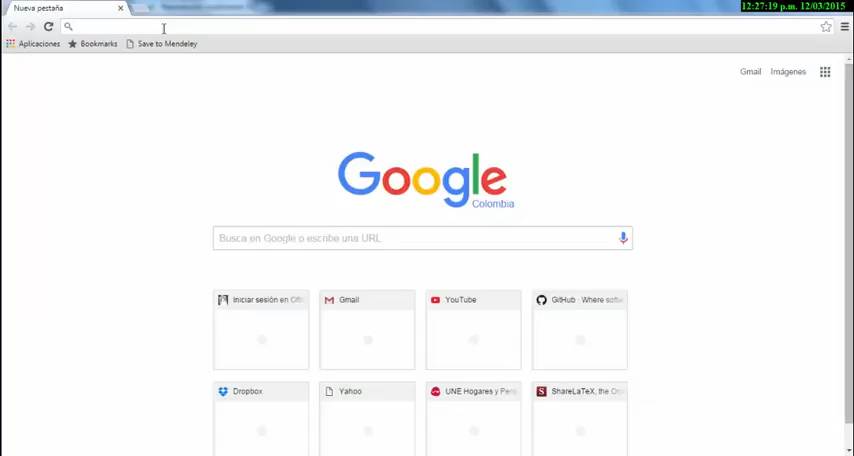 Nueva pestaña
12:27:19 p.m. 12/03/2015
Aplicaciones Bookmarks Save to Mendeley
Gmail Imágenes
Google
Colombia
Busca en Google o escribe una URL
Iniciar sesión en Gmail YouTube GitHub · Where
Dropbox Yahoo UNE Hogares y ShareLaTeX, the